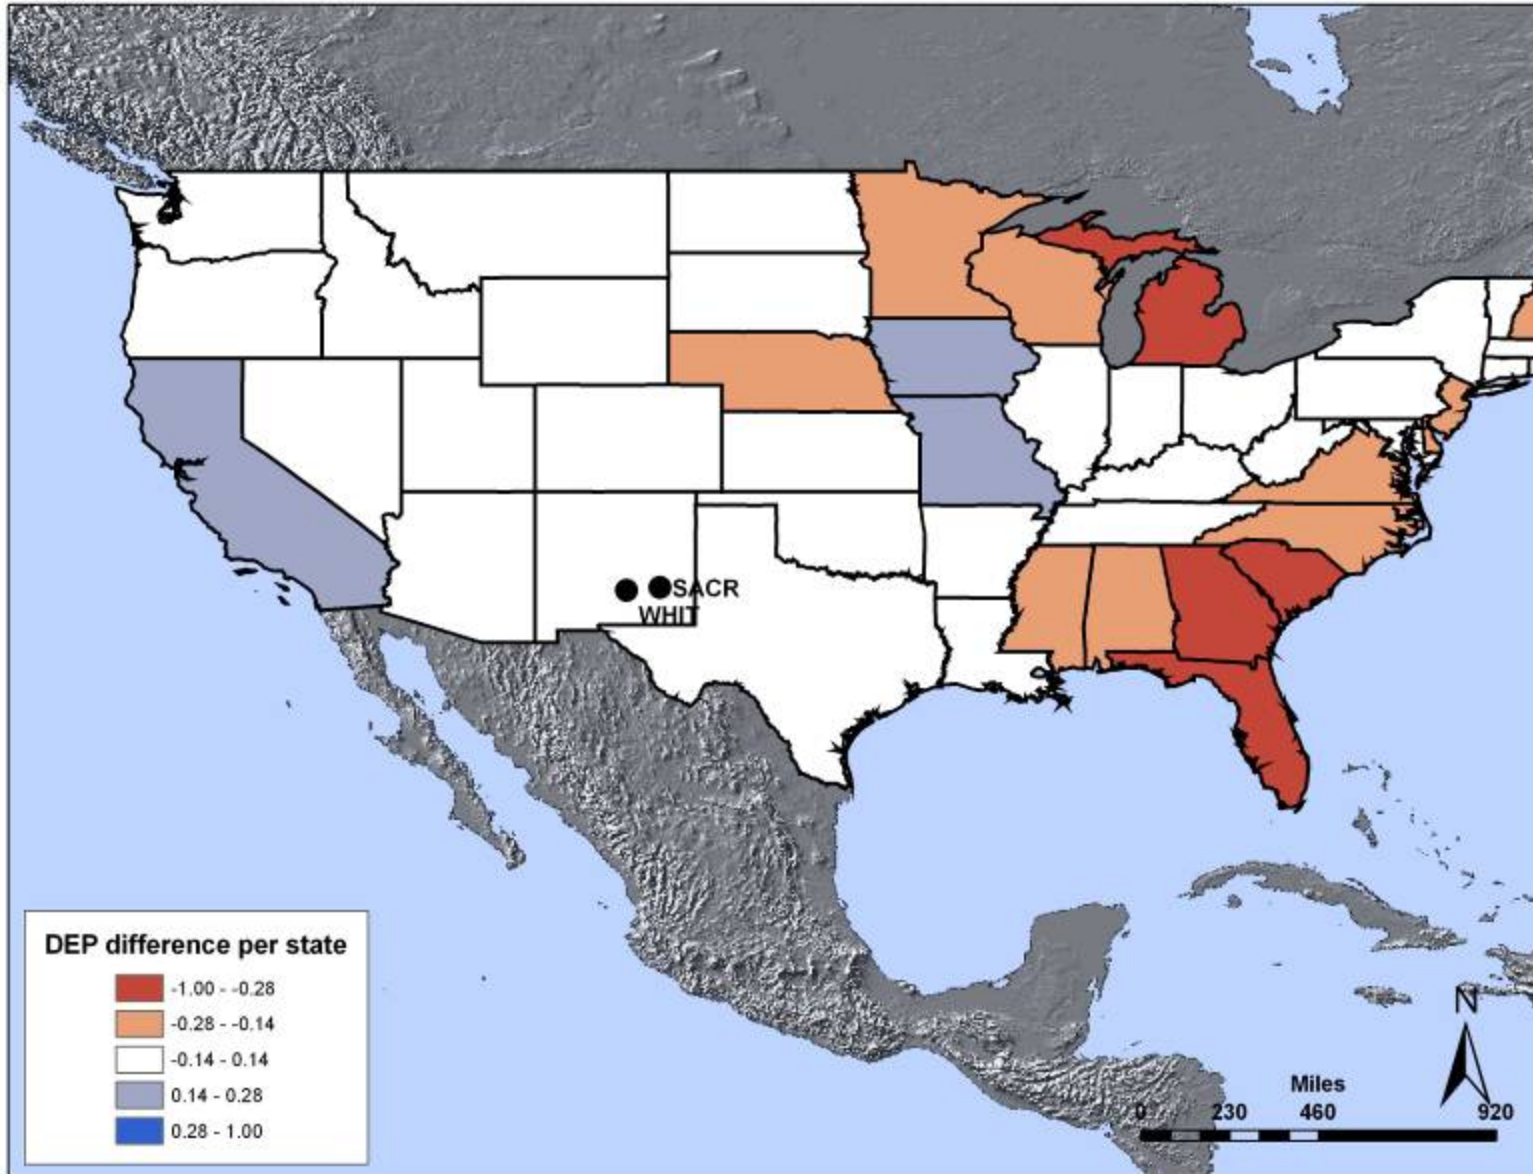 SACR
WHIT
DEP difference per state
-1.00 - -0.28
-0.28 - -0.14
-0.14 - 0.14
0.14 - 0.28
0.28 - 1.00
N
Miles
0 230 460 920